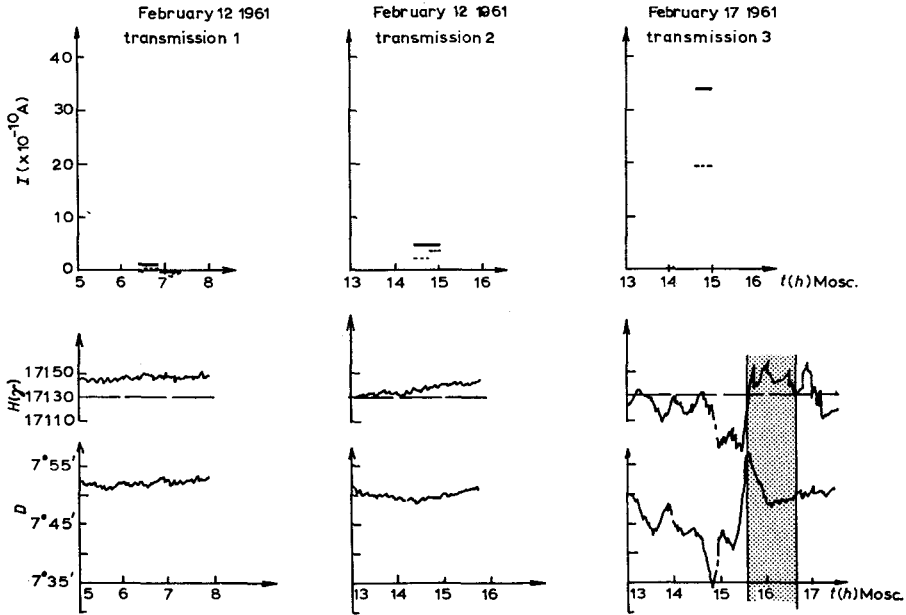 February 12 1961
transmission 1
February 12 1961
transmission 2
February 17 1961
transmission 3
I (x 10⁻¹⁰A)
40
30
20
10
0
5 6 7 8
13 14 15 16
13 14 15 16 t(h) Mosc.
H(γ)
17150
17130
17110
D
7° 55'
7° 45'
7° 35'
5 6 7 8
13 14 15 16
13 14 15 16 17 t(h) Mosc.